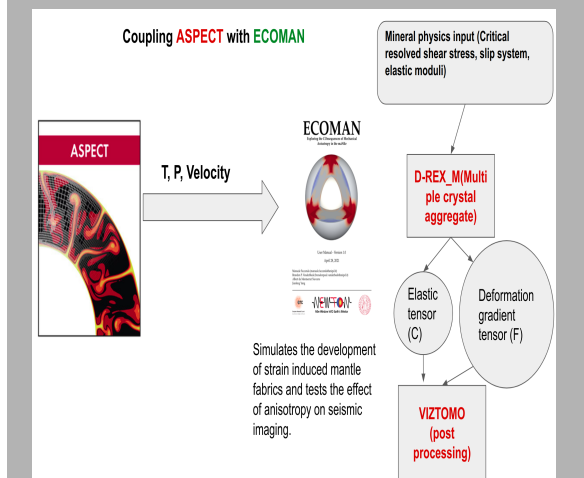 Coupling ASPECT with ECOMAN
Mineral physics input (Critical
resolved shear stress, slip system,
elastic moduli)
ASPECT
T, P, Velocity
ECOMAN
D-REX_M(Multi
ple crystal
aggregate)
Elastic
tensor
(C)
Deformation
gradient
tensor (F)
Simulates the development
of strain induced mantle
fabrics and tests the effect
of anisotropy on seismic
imaging.
VIZTOMO
(post
processing)